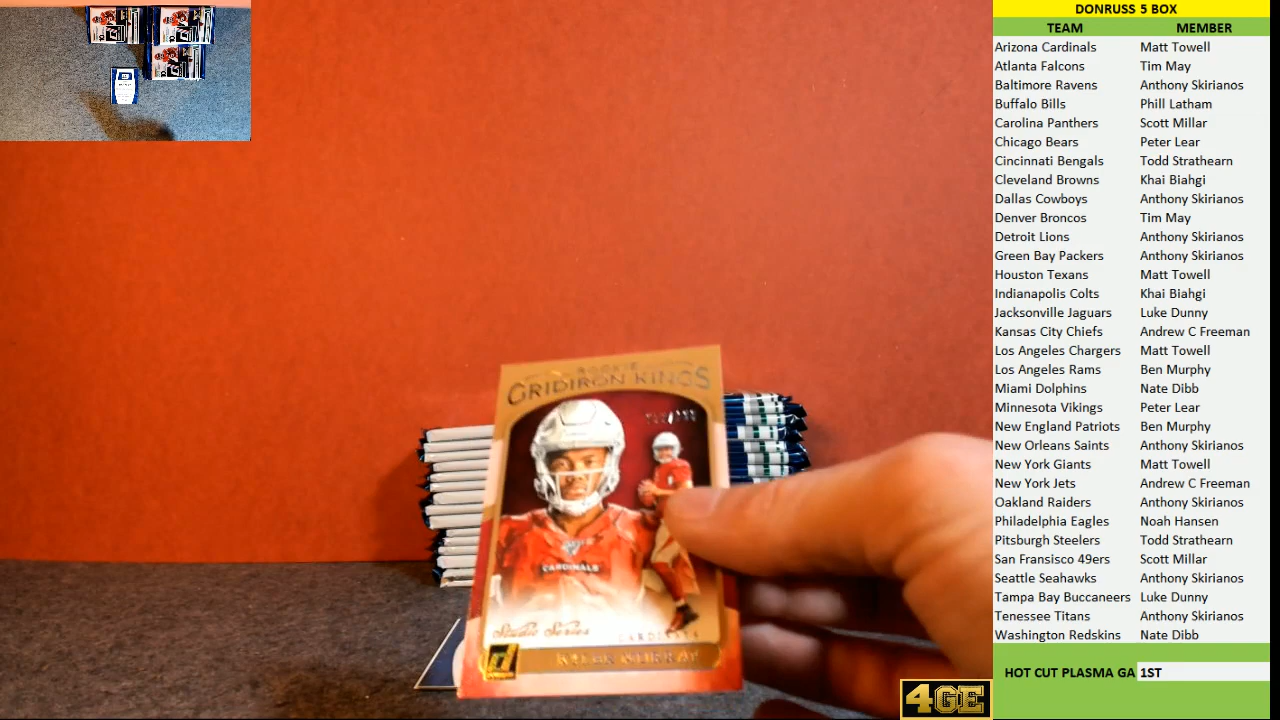 DONRUSS 5 BOX
TEAM MEMBER
Arizona Cardinals Matt Towell
Atlanta Falcons Tim May
Baltimore Ravens Anthony Skirianos
Buffalo Bills Phill Latham
Carolina Panthers Scott Millar
Chicago Bears Peter Lear
Cincinnati Bengals Todd Strathearn
Cleveland Browns Khai Biahgi
Dallas Cowboys Anthony Skirianos
Denver Broncos Tim May
Detroit Lions Anthony Skirianos
Green Bay Packers Anthony Skirianos
Houston Texans Matt Towell
Indianapolis Colts Khai Biahgi
Jacksonville Jaguars Luke Dunny
Kansas City Chiefs Andrew C Freeman
Los Angeles Chargers Matt Towell
Los Angeles Rams Ben Murphy
Miami Dolphins Nate Dibb
Minnesota Vikings Peter Lear
New England Patriots Ben Murphy
New Orleans Saints Anthony Skirianos
New York Giants Matt Towell
New York Jets Andrew C Freeman
Oakland Raiders Anthony Skirianos
Philadelphia Eagles Noah Hansen
Pitsburgh Steelers Todd Strathearn
San Fransisco 49ers Scott Millar
Seattle Seahawks Anthony Skirianos
Tampa Bay Buccaneers Luke Dunny
Tenessee Titans Anthony Skirianos
Washington Redskins Nate Dibb
HOT CUT PLASMA GA 1ST
ROOKIE
GRIDIRON KINGS
CARDINALS
Studio Series
CARDINALS
KYLER MURRAY
4GE